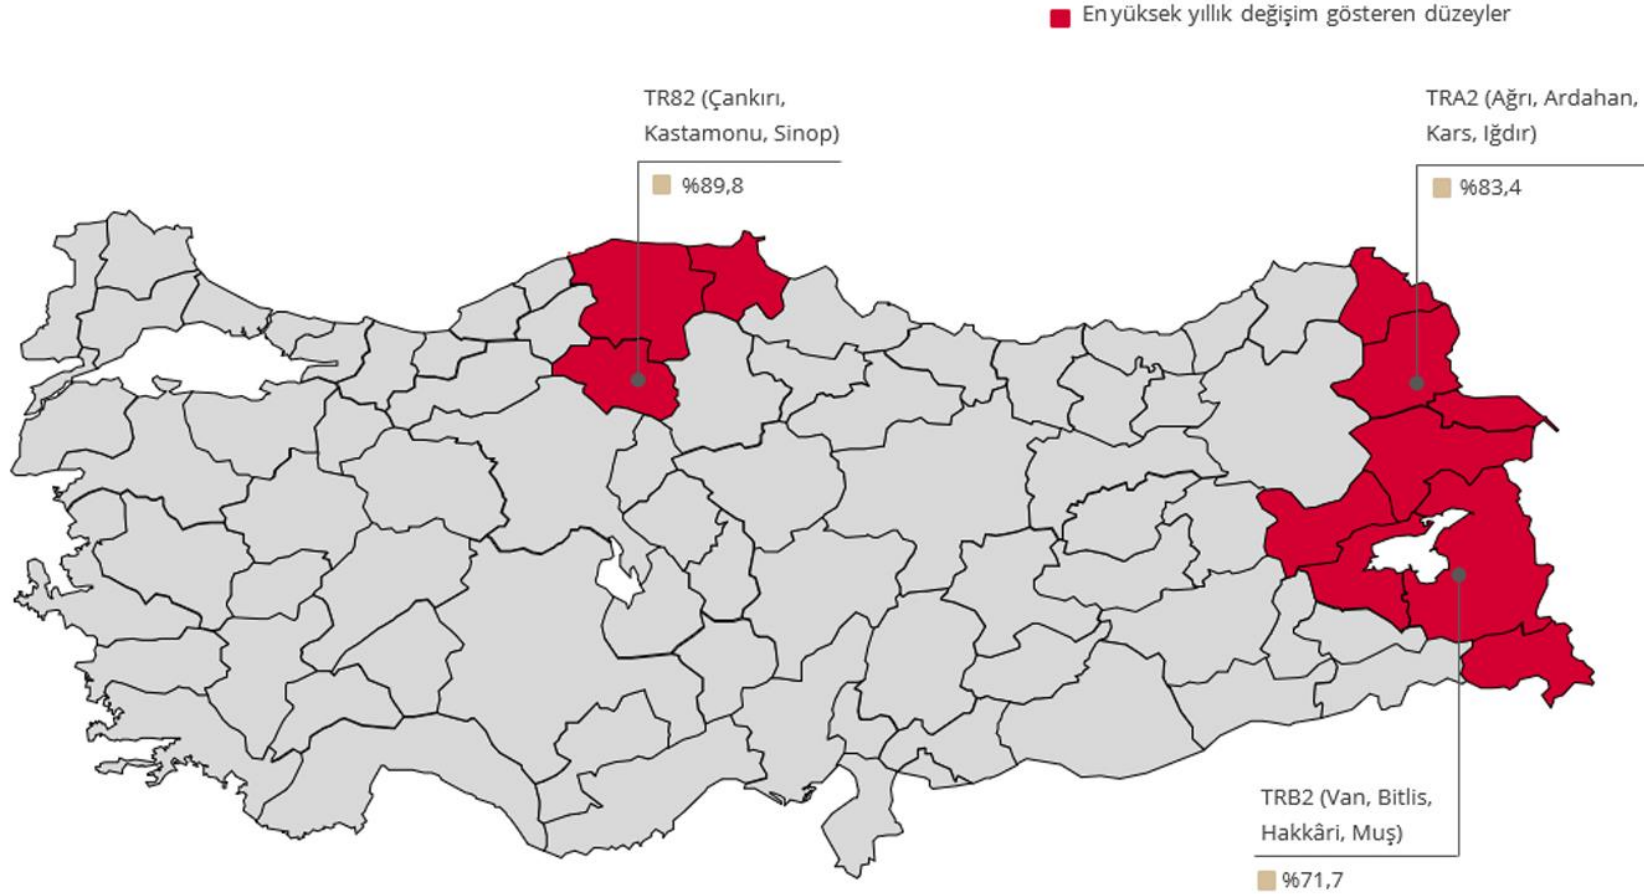 En yüksek yıllık değişim gösteren düzeyler
TR82 (Çankırı,
Kastamonu, Sinop)
%89,8
TRA2 (Ağrı, Ardahan,
Kars, Iğdır)
%83,4
TRB2 (Van, Bitlis,
Hakkâri, Muş)
%71,7